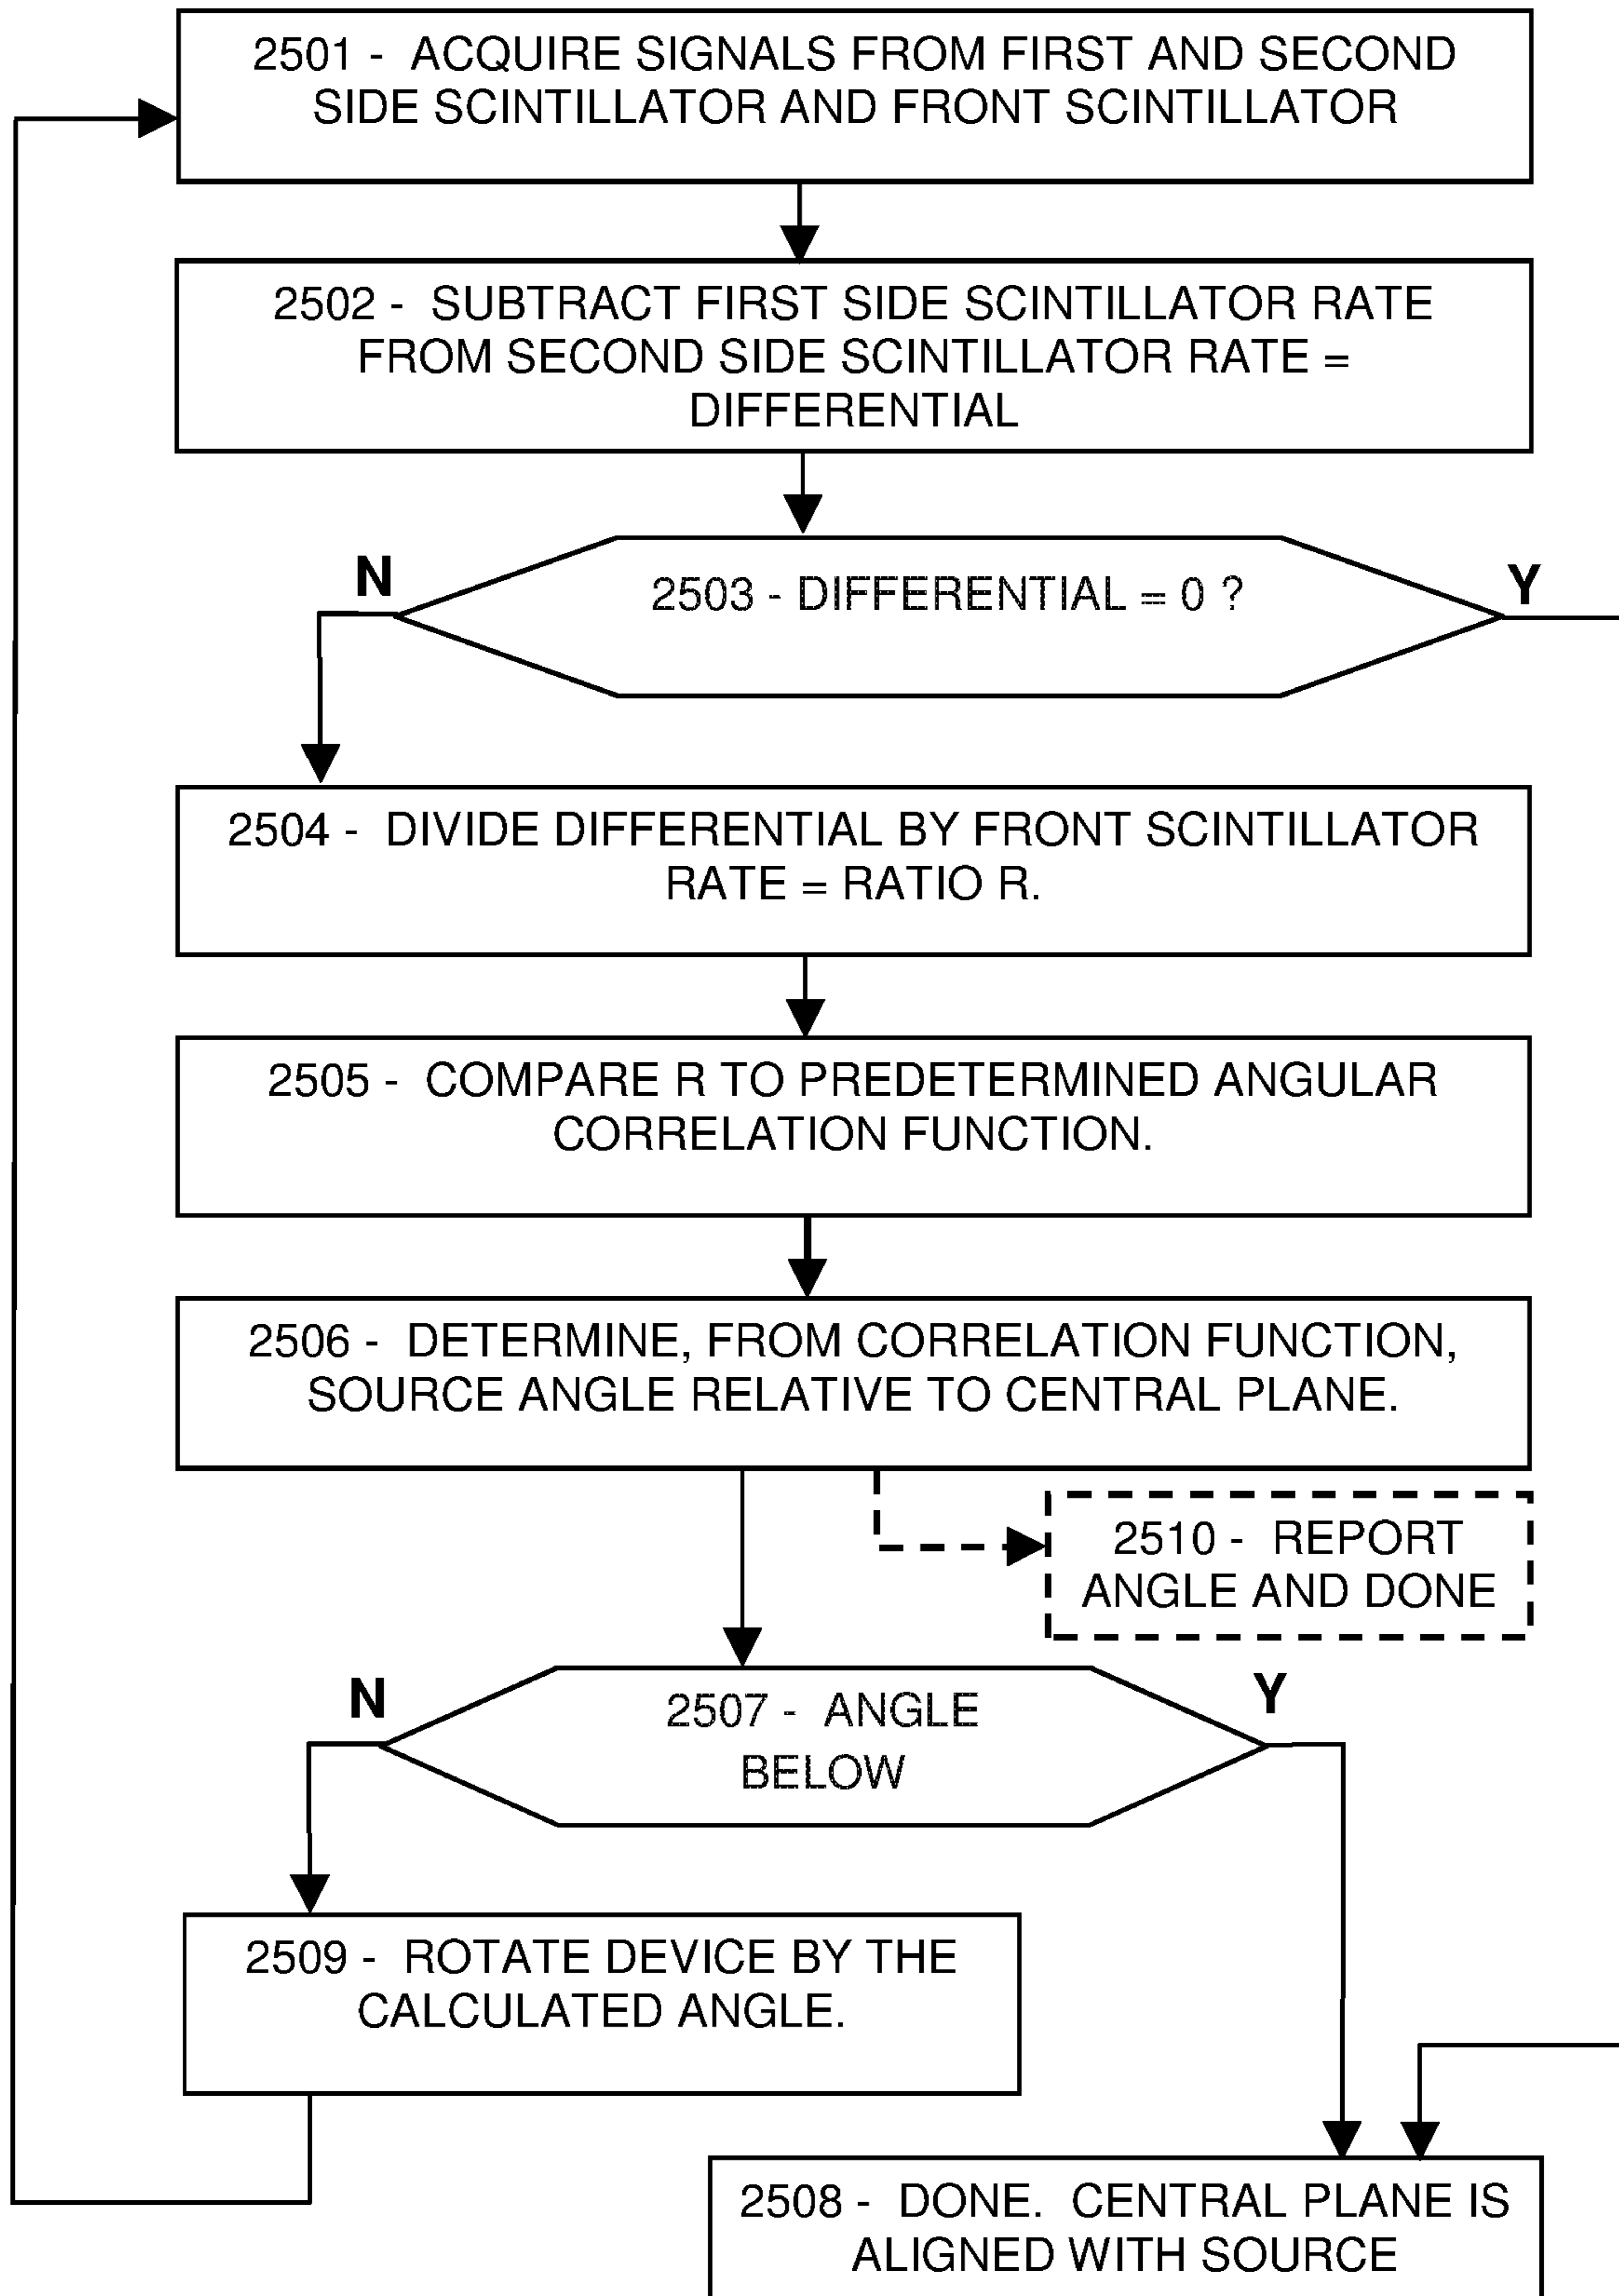 2501 - ACQUIRE SIGNALS FROM FIRST AND SECOND
SIDE SCINTILLATOR AND FRONT SCINTILLATOR
2502 - SUBTRACT FIRST SIDE SCINTILLATOR RATE
FROM SECOND SIDE SCINTILLATOR RATE =
DIFFERENTIAL
N
2503 - DIFFERENTIAL = 0 ?
Y
2504 - DIVIDE DIFFERENTIAL BY FRONT SCINTILLATOR
RATE = RATIO R.
2505 - COMPARE R TO PREDETERMINED ANGULAR
CORRELATION FUNCTION.
2506 - DETERMINE, FROM CORRELATION FUNCTION,
SOURCE ANGLE RELATIVE TO CENTRAL PLANE.
2510 - REPORT
ANGLE AND DONE
N
2507 - ANGLE
BELOW
Y
2509 - ROTATE DEVICE BY THE
CALCULATED ANGLE.
2508 - DONE. CENTRAL PLANE IS
ALIGNED WITH SOURCE